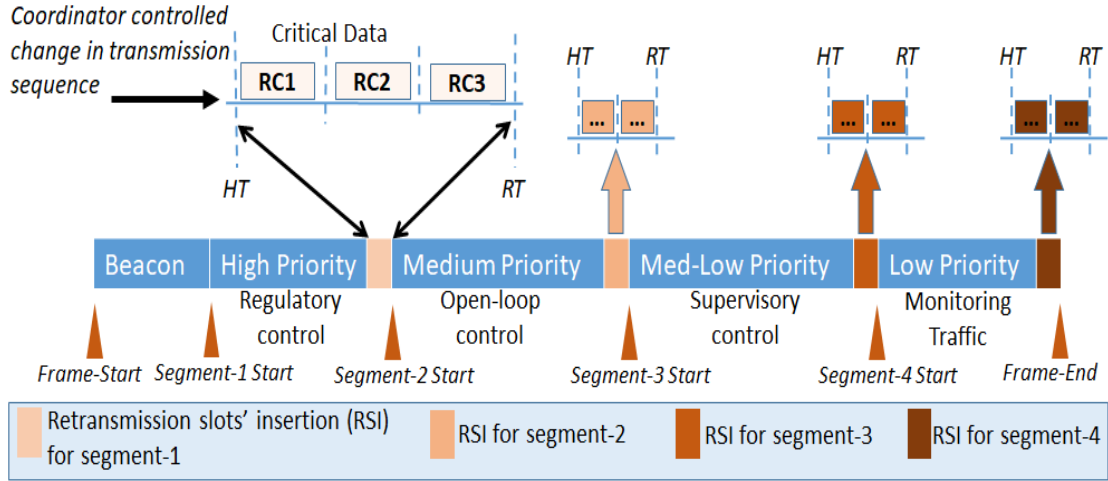 Coordinator controlled
change in transmission
sequence
Critical Data
RC1 RC2 RC3
HT RT
HT RT
... ...
HT RT
... ...
HT RT
... ...
Beacon High Priority Medium Priority Med-Low Priority Low Priority
Regulatory
control
Open-loop
control
Supervisory
control
Monitoring
Traffic
Frame-Start
Segment-1 Start
Segment-2 Start
Segment-3 Start
Segment-4 Start
Frame-End
Retransmission slots' insertion (RSI)
for segment-1
RSI for segment-2
RSI for segment-3
RSI for segment-4